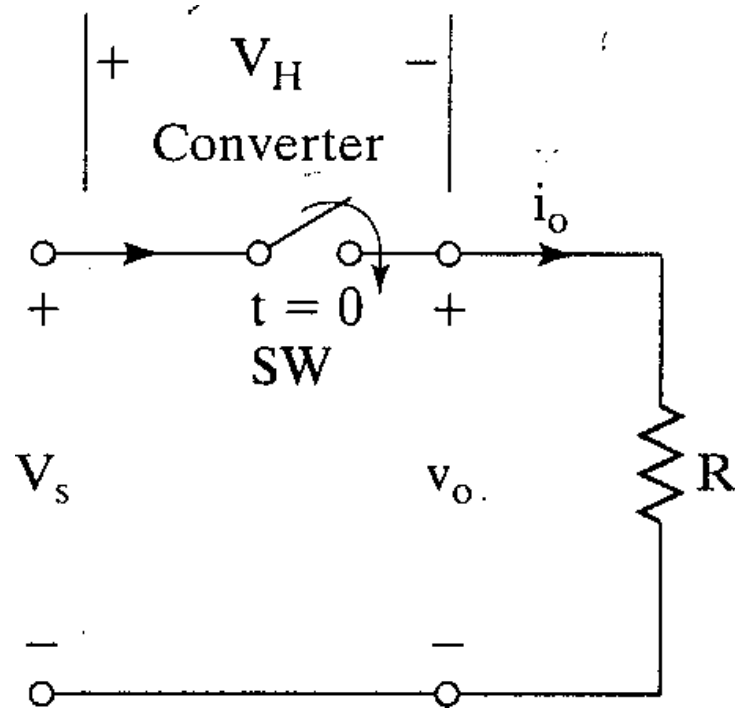 + V_H −
Converter
i_o
+ t = 0 +
SW
V_s v_o R
− −